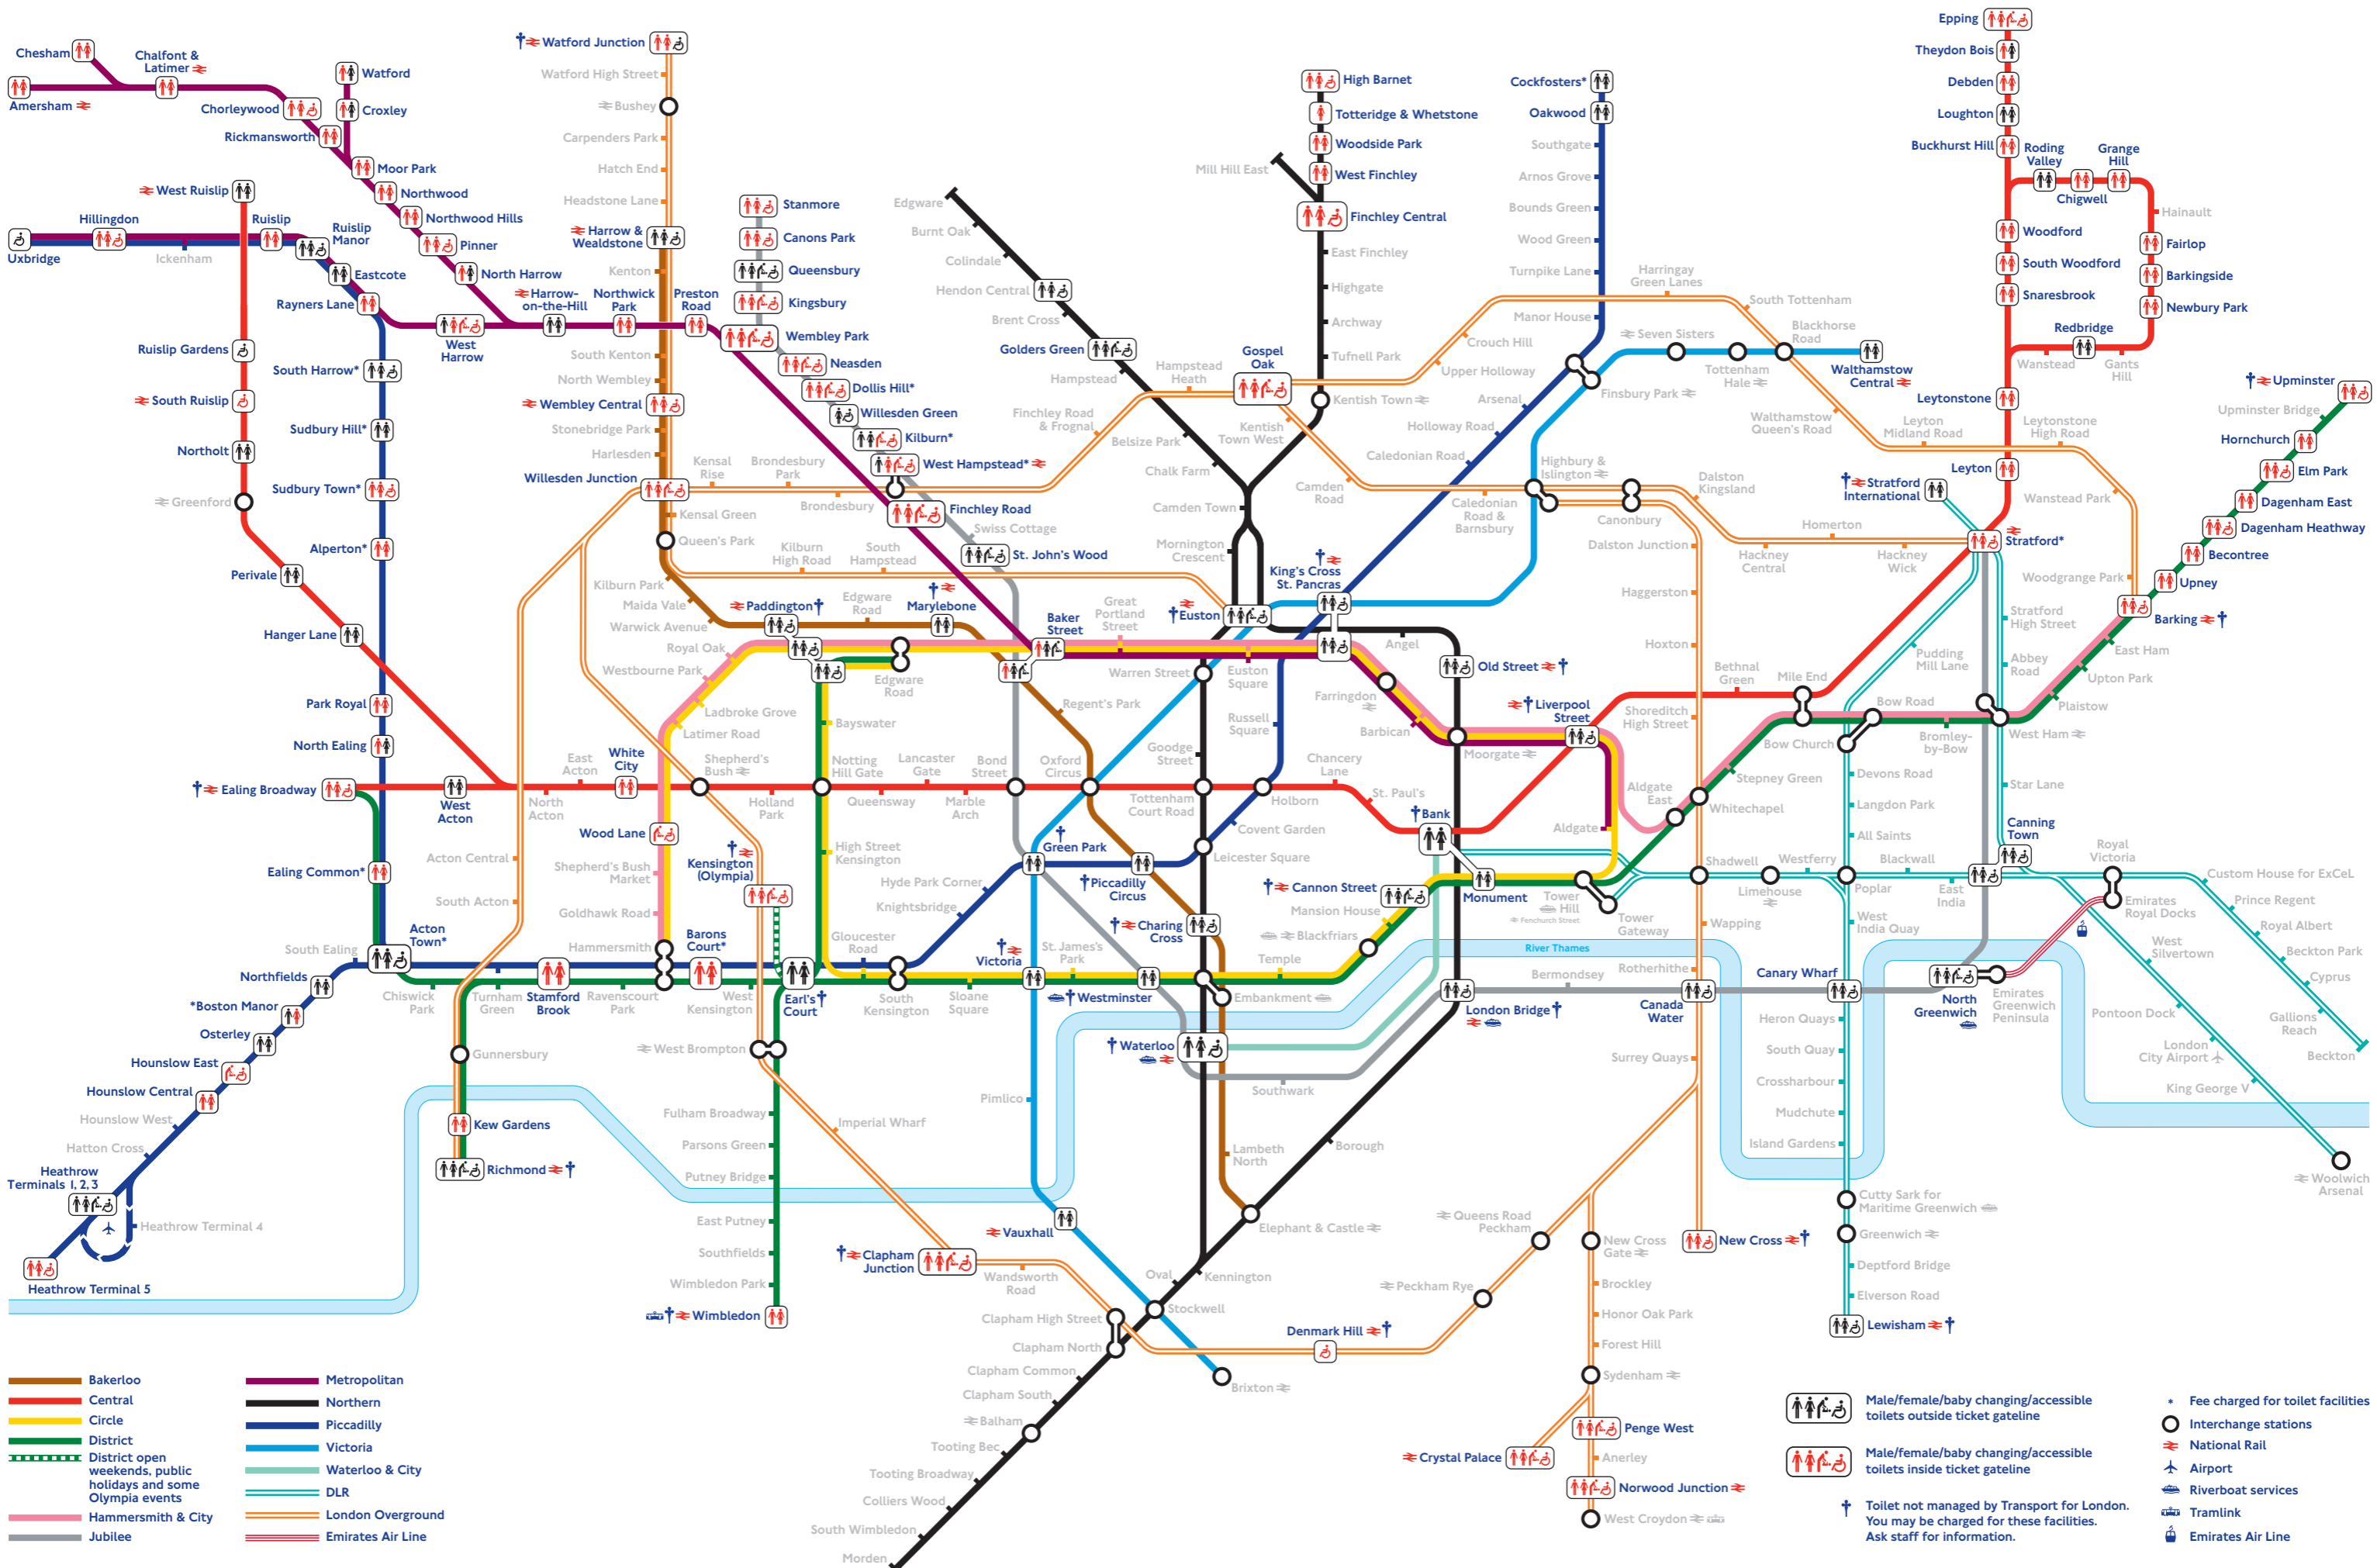 Chesham
Chalfont &
Latimer
Amersham
Chorleywood
Rickmansworth
Watford
Croxley
Moor Park
Northwood
Northwood Hills
Pinner
North Harrow
Harrow-
on-the-Hill
Northwick
Park
Preston
Road
West Ruislip
Hillingdon
Uxbridge
Ickenham
Ruislip
Ruislip
Manor
Eastcote
Rayners Lane
West
Harrow
Ruislip Gardens
South Ruislip
Northolt
Greenford
Perivale
Hanger Lane
South Harrow*
Sudbury Hill*
Sudbury Town*
Alperton*
Park Royal
North Ealing
† Ealing Broadway
West
Acton
Ealing Common*
Acton
Town*
South Ealing
Northfields
*Boston Manor
Osterley
Hounslow East
Hounslow Central
Hounslow West
Hatton Cross
Heathrow
Terminals 1, 2, 3
Heathrow Terminal 4
Heathrow Terminal 5
† Watford Junction
Watford High Street
Bushey
Carpenders Park
Hatch End
Headstone Lane
Harrow &
Wealdstone
Kenton
South Kenton
North Wembley
Wembley Central
Stonebridge Park
Harlesden
Willesden Junction
Kensal Green
Queen's Park
Kilburn Park
Maida Vale
Warwick Avenue
Paddington†
Edgware
Road
†
Marylebone
Stanmore
Canons Park
Queensbury
Kingsbury
Wembley Park
Neasden
Dollis Hill*
Willesden Green
Kilburn*
West Hampstead*
Finchley Road
Swiss Cottage
St. John's Wood
Kensal
Rise
Brondesbury
Park
Brondesbury
Kilburn
High Road
South
Hampstead
Finchley Road
& Frognal
Hampstead
Heath
Gospel
Oak
Edgware
Burnt Oak
Colindale
Hendon Central
Brent Cross
Golders Green
Hampstead
Belsize Park
Chalk Farm
Camden Town
Mornington
Crescent
† Euston
Mill Hill East
High Barnet
Totteridge & Whetstone
Woodside Park
West Finchley
Finchley Central
East Finchley
Highgate
Archway
Tufnell Park
Kentish Town
Kentish
Town West
Camden
Road
Caledonian
Road &
Barnsbury
Cockfosters*
Oakwood
Southgate
Arnos Grove
Bounds Green
Wood Green
Turnpike Lane
Manor House
Finsbury Park
Arsenal
Holloway Road
Caledonian Road
†
King's Cross
St. Pancras
Upper Holloway
Crouch Hill
Harringay
Green Lanes
South Tottenham
Seven Sisters
Blackhorse
Road
Tottenham
Hale
Walthamstow
Central
Walthamstow
Queen's Road
Leyton
Midland Road
Leytonstone
High Road
Wanstead Park
Woodgrange Park
Epping
Theydon Bois
Debden
Loughton
Buckhurst Hill
Roding
Valley
Grange
Hill
Chigwell
Hainault
Fairlop
Barkingside
Newbury Park
Redbridge
Wanstead
Gants
Hill
Woodford
South Woodford
Snaresbrook
Leytonstone
Leyton
† Stratford
International
Stratford*
† Upminster
Upminster Bridge
Hornchurch
Elm Park
Dagenham East
Dagenham Heathway
Becontree
Upney
Barking †
East Ham
Upton Park
Plaistow
West Ham
Bromley-
by-Bow
Bow Road
Bow Church
Mile End
Stepney Green
Whitechapel
Aldgate
East
Aldgate
Highbury &
Islington
Canonbury
Dalston
Kingsland
Hackney
Central
Homerton
Hackney
Wick
Dalston Junction
Haggerston
Hoxton
Shoreditch
High Street
Bethnal
Green
Stratford
High Street
Abbey
Road
Pudding
Mill Lane
Star Lane
Canning
Town
Devons Road
Langdon Park
All Saints
Royal Oak
Westbourne Park
Ladbroke Grove
Latimer Road
Edgware
Road
Baker
Street
Great
Portland
Street
Euston
Square
Warren Street
Regent's Park
Angel
Old Street †
Farringdon
Barbican
Moorgate
† Liverpool
Street
Russell
Square
Goodge
Street
Bayswater
East
Acton
North
Acton
White
City
Shepherd's
Bush
Holland
Park
Notting
Hill Gate
Queensway
Lancaster
Gate
Marble
Arch
Bond
Street
Oxford
Circus
Tottenham
Court Road
Holborn
Chancery
Lane
St. Paul's
†Bank
Wood Lane
Shepherd's Bush
Market
Goldhawk Road
Hammersmith
Acton Central
South Acton
†
Kensington
(Olympia)
High Street
Kensington
Hyde Park Corner
Knightsbridge
†
Green Park
†Piccadilly
Circus
Covent Garden
Leicester Square
† Charing
Cross
† Cannon Street
Mansion House
Blackfriars
Temple
Embankment
Monument
Tower
Hill
Fenchurch Street
Tower
Gateway
Shadwell
Limehouse
Westferry
Poplar
Blackwall
East
India
West
India Quay
Royal
Victoria
Custom House for ExCeL
Prince Regent
Royal Albert
Beckton Park
Cyprus
Gallions
Reach
Beckton
Emirates
Royal Docks
West
Silvertown
Pontoon Dock
London
City Airport
King George V
Woolwich
Arsenal
Emirates
Greenwich
Peninsula
North
Greenwich
Canary Wharf
Canada
Water
Bermondsey
Rotherhithe
Wapping
Surrey Quays
London Bridge†
Southwark
† Waterloo
River Thames
Chiswick
Park
Turnham
Green
Stamford
Brook
Ravenscourt
Park
Barons
Court*
West
Kensington
Earl's†
Court
Gloucester
Road
South
Kensington
Sloane
Square
†
Victoria
St. James's
Park
†Westminster
Gunnersbury
Kew Gardens
Richmond †
West Brompton
Fulham Broadway
Parsons Green
Putney Bridge
East Putney
Southfields
Wimbledon Park
† Wimbledon
Imperial Wharf
† Clapham
Junction
Wandsworth
Road
Pimlico
Vauxhall
Lambeth
North
Elephant & Castle
Borough
Kennington
Oval
Stockwell
Brixton
Clapham High Street
Clapham North
Clapham Common
Clapham South
Balham
Tooting Bec
Tooting Broadway
Colliers Wood
South Wimbledon
Morden
Denmark Hill †
Peckham Rye
Queens Road
Peckham
New Cross
Gate
New Cross †
Brockley
Honor Oak Park
Forest Hill
Sydenham
Penge West
Crystal Palace
Anerley
Norwood Junction
West Croydon
Heron Quays
South Quay
Crossharbour
Mudchute
Island Gardens
Cutty Sark for
Maritime Greenwich
Greenwich
Deptford Bridge
Elverson Road
Lewisham †
Bakerloo
Central
Circle
District
District open
weekends, public
holidays and some
Olympia events
Hammersmith & City
Jubilee
Metropolitan
Northern
Piccadilly
Victoria
Waterloo & City
DLR
London Overground
Emirates Air Line
Male/female/baby changing/accessible
toilets outside ticket gateline
Male/female/baby changing/accessible
toilets inside ticket gateline
† Toilet not managed by Transport for London.
You may be charged for these facilities.
Ask staff for information.
* Fee charged for toilet facilities
Interchange stations
National Rail
Airport
Riverboat services
Tramlink
Emirates Air Line